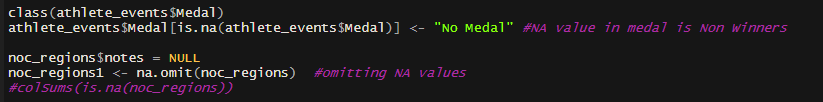 class(athlete_events$Medal)
athlete_events$Medal[is.na(athlete_events$Medal)] <- "No Medal" #NA value in medal is Non Winners
noc_regions$notes = NULL
noc_regions1 <- na.omit(noc_regions)  #omitting NA values
#colSums(is.na(noc_regions))